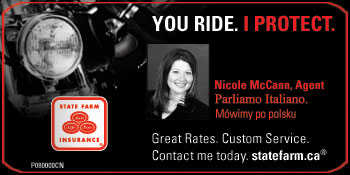 YOU RIDE. I PROTECT.
Nicole McCann, Agent
Parliamo Italiano.
Mówimy po polsku
STATE FARM
INSURANCE®
P080000CN
Great Rates. Custom Service.
Contact me today. statefarm.ca®